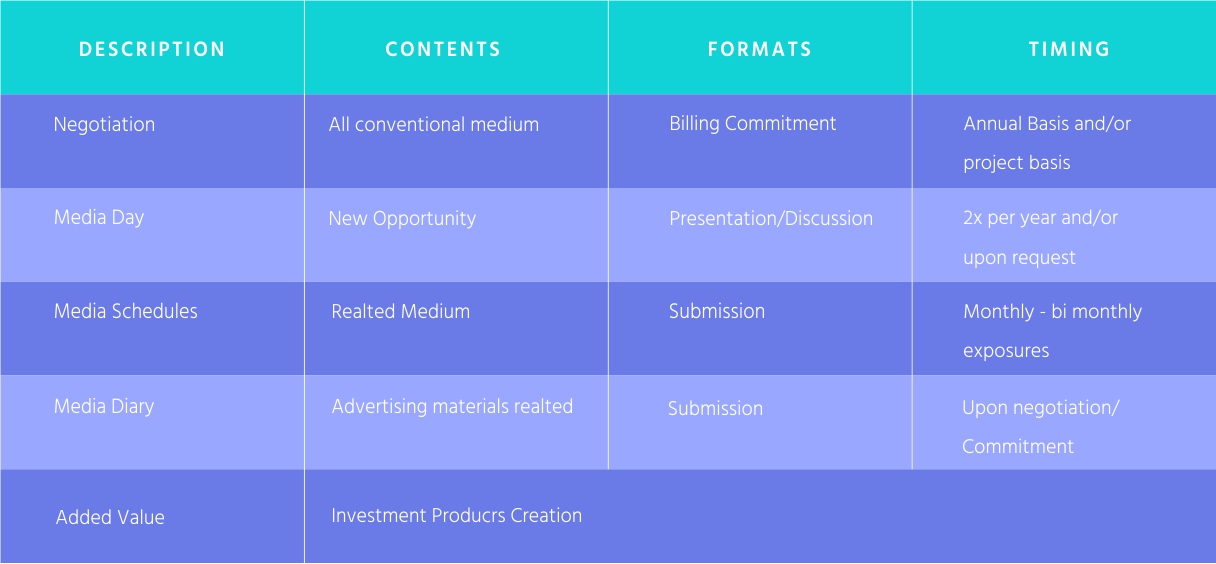 DESCRIPTION CONTENTS FORMATS TIMING
Negotiation All conventional medium Billing Commitment Annual Basis and/or
project basis
Media Day New Opportunity Presentation/Discussion 2x per year and/or
upon request
Media Schedules Realted Medium Submission Monthly - bi monthly
exposures
Media Diary Advertising materials realted Submission Upon negotiation/
Commitment
Added Value Investment Producrs Creation